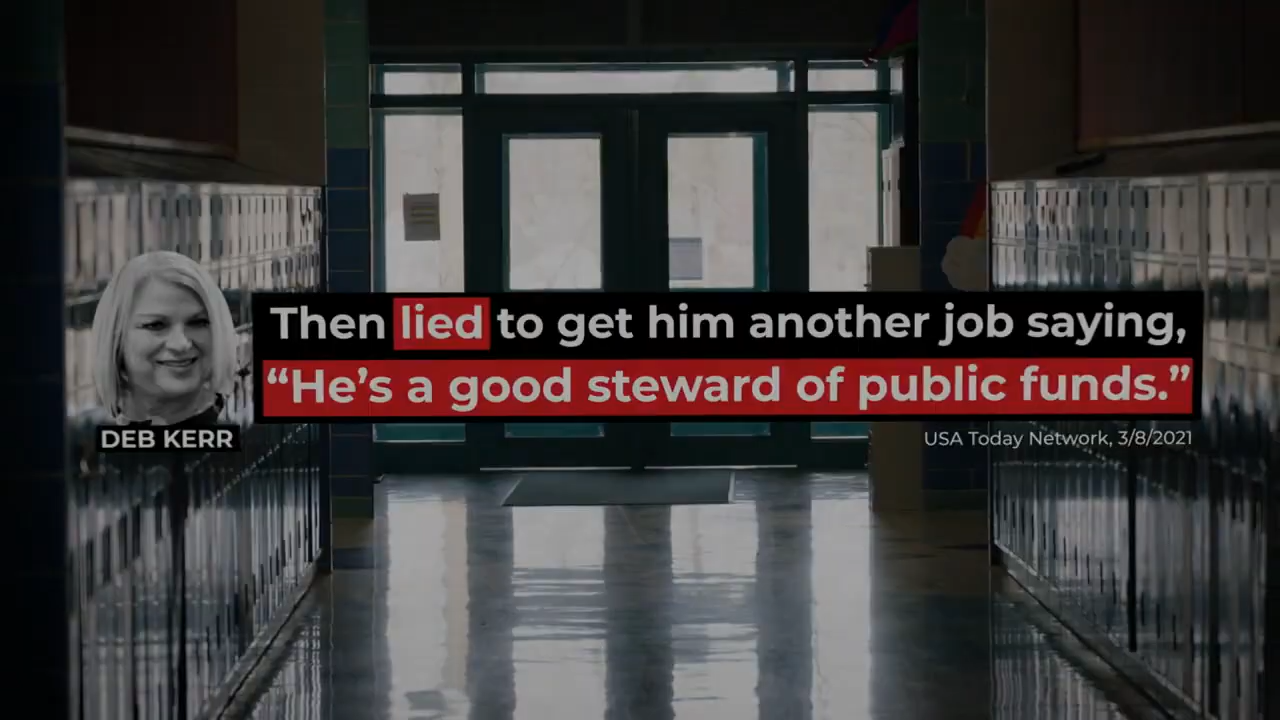 Then lied to get him another job saying,
“He’s a good steward of public funds.”
DEB KERR
USA Today Network, 3/8/2021